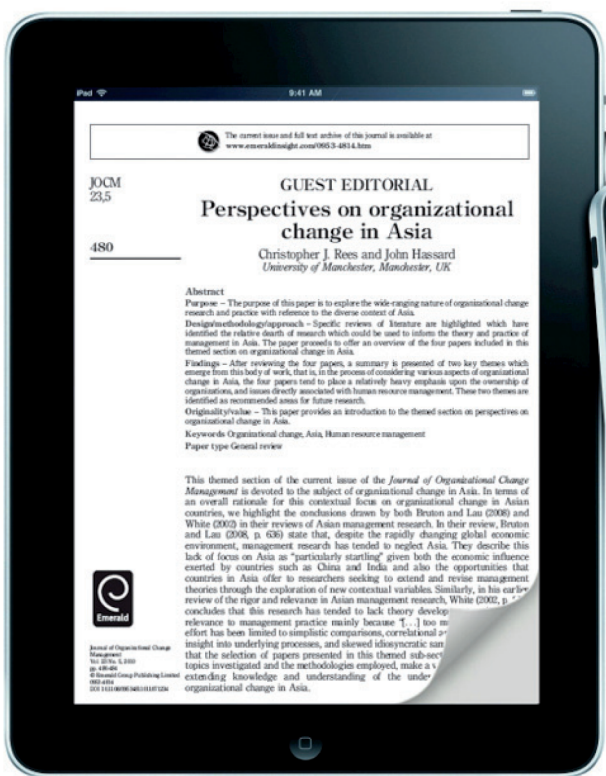 iPad
9:41 AM
The current issue and full text archive of this journal is available at
www.emeraldinsight.com/0953-4814.htm
JOCM
23,5
480
GUEST EDITORIAL
Perspectives on organizational
change in Asia
Christopher J. Rees and John Hassard
University of Manchester, Manchester, UK
Abstract
Purpose – The purpose of this paper is to explore the wide-ranging nature of organizational change
research and practice with reference to the diverse context of Asia.
Design/methodology/approach – Specific reviews of literature are highlighted which have
identified the relative dearth of research which could be used to inform the theory and practice of
management in Asia. The paper proceeds to offer an overview of the four papers included in this
themed section on organizational change in Asia.
Findings – After reviewing the four papers, a summary is presented of two key themes which
emerge from this body of work, that is, in the process of considering various aspects of organizational
change in Asia, the four papers tend to place a relatively heavy emphasis upon the ownership of
organizations, and issues directly associated with human resource management. These two themes are
identified as recommended areas for future research.
Originality/value – This paper provides an introduction to the themed section on perspectives on
organizational change in Asia.
Keywords Organizational change, Asia, Human resource management
Paper type General review
This themed section of the current issue of the Journal of Organizational Change
Management is devoted to the subject of organizational change in Asia. In terms of
an overall rationale for this contextual focus on organizational change in Asian
countries, we highlight the conclusions drawn by both Bruton and Lau (2008) and
White (2002) in their reviews of Asian management research. In their review, Bruton
and Lau (2008, p. 636) state that, despite the rapidly changing global economic
environment, management research has tended to neglect Asia. They describe this
lack of focus on Asia as "particularly startling" given both the economic influence
exerted by countries such as China and India and also the opportunities that
countries in Asia offer to researchers seeking to extend and revise management
theories through the exploration of new contextual variables. Similarly, in his earlier
review of the rigor and relevance in Asian management research, White (2002, p.
concludes that this research has tended to lack theory develop
relevance to management practice mainly because "[...] too
effort has been limited to simplistic comparisons, correlational
insight into underlying processes, and skewed idiosyncratic
that the selection of papers presented in this themed
topics investigated and the methodologies employed, make a
extending knowledge and understanding of the
organizational change in Asia.
Emerald
Journal of Organizational Change
Management
Vol. 23 No. 5, 2010
© Emerald Group Publishing Limited
0953-4814